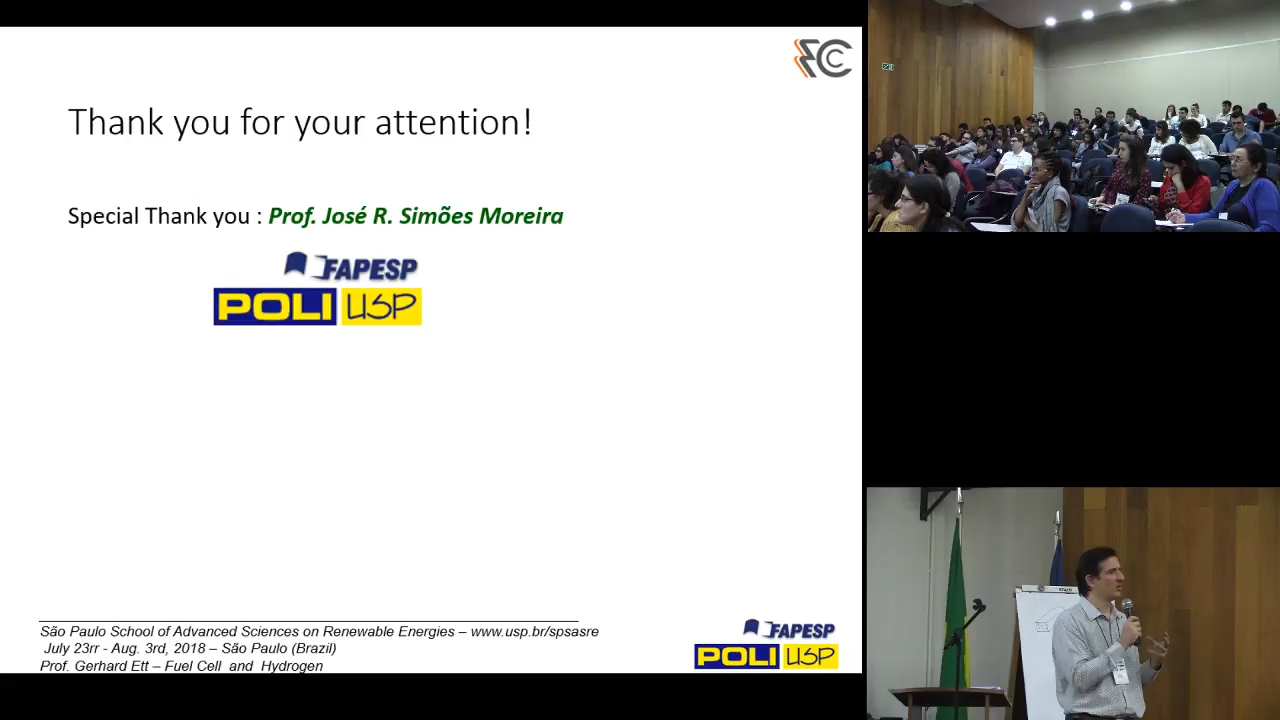 Thank you for your attention!
Special Thank you : Prof. José R. Simões Moreira
FAPESP
POLI USP
São Paulo School of Advanced Sciences on Renewable Energies – www.usp.br/spsasre
July 23rr - Aug. 3rd, 2018 – São Paulo (Brazil)
Prof. Gerhard Ett – Fuel Cell and Hydrogen
FAPESP
POLI USP